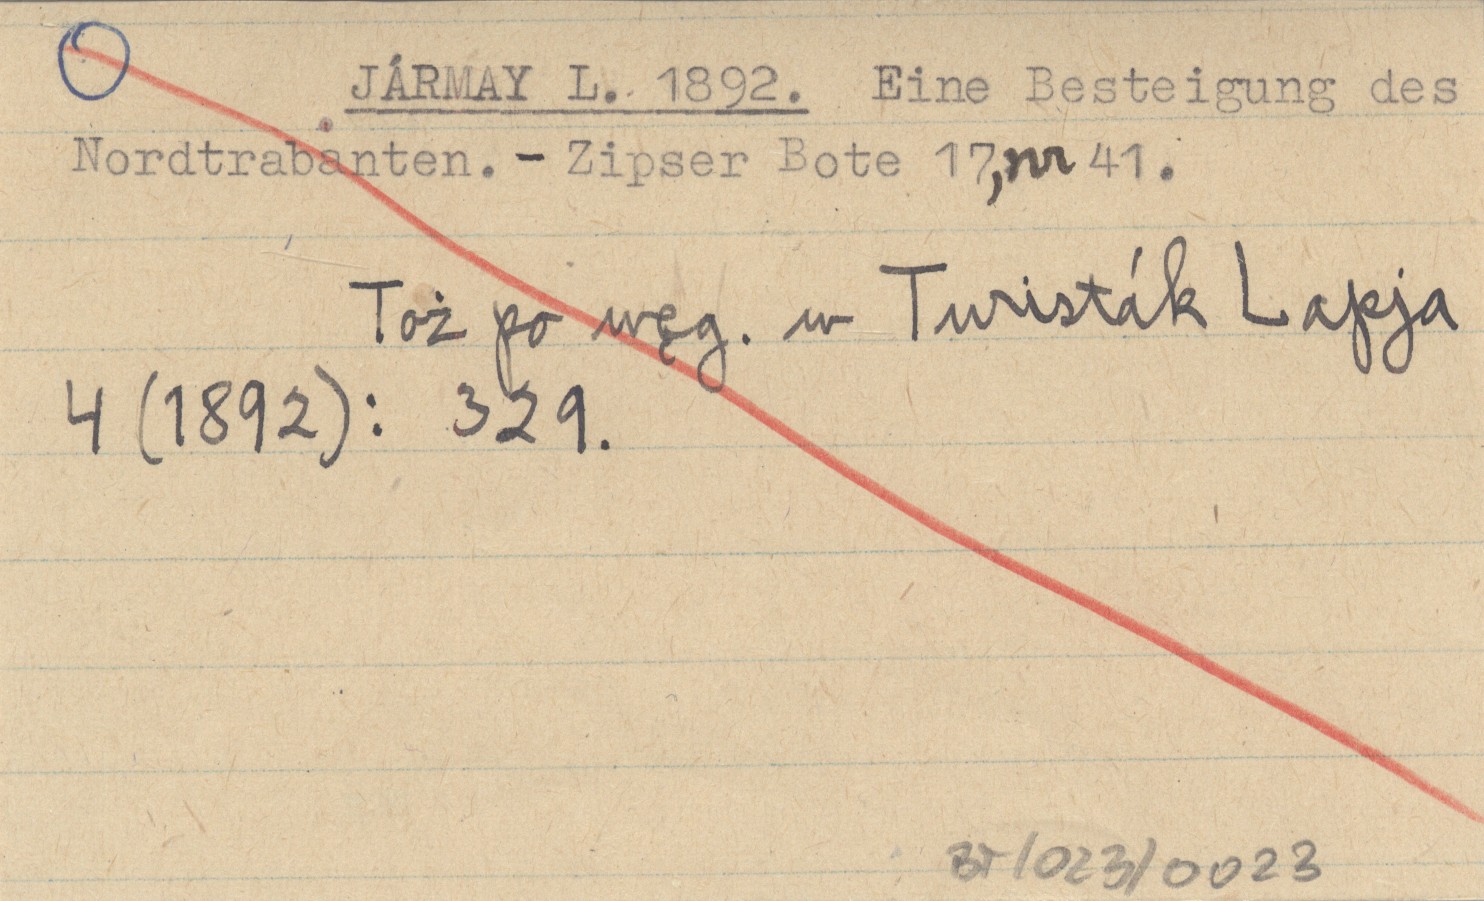 JÁRMAY L. 1892. Eine Besteigung des
Nordtrabanten. - Zipser Bote 17, nr 41.
Toż po węg. w Turisták Lapja
4 (1892): 329.
BT/023/0023